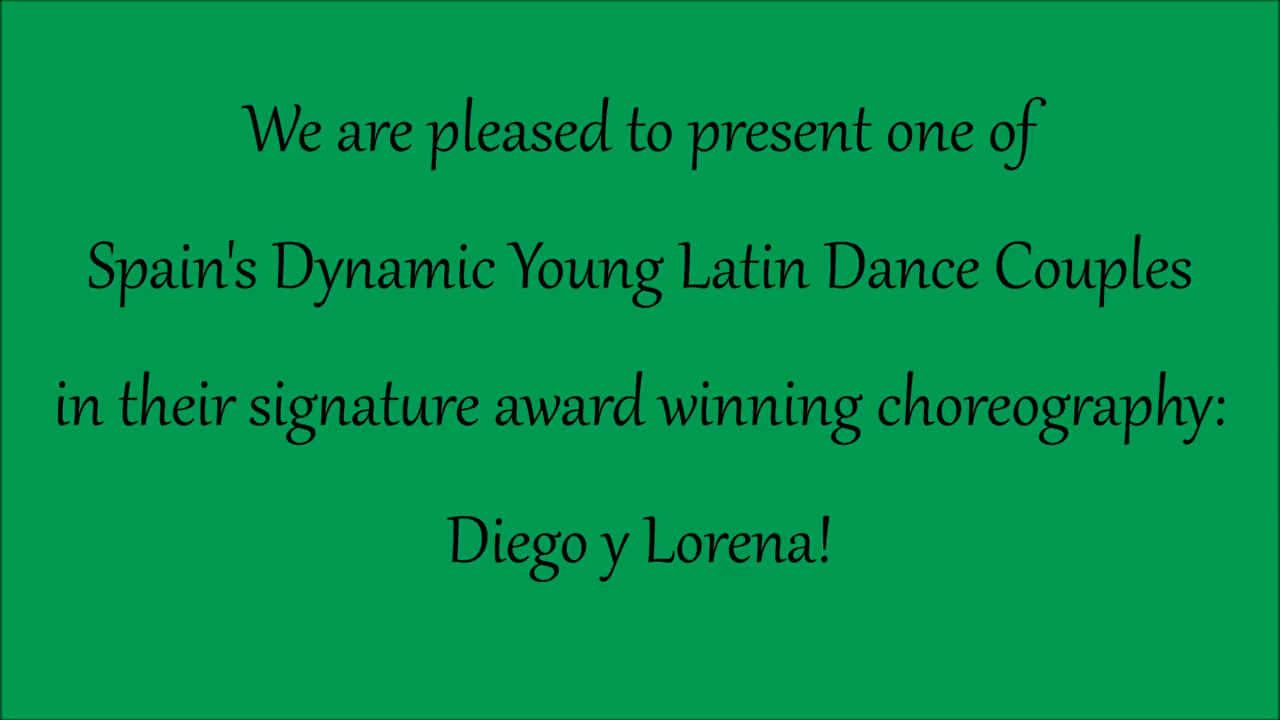 We are pleased to present one of
Spain's Dynamic Young Latin Dance Couples
in their signature award winning choreography:
Diego y Lorena!